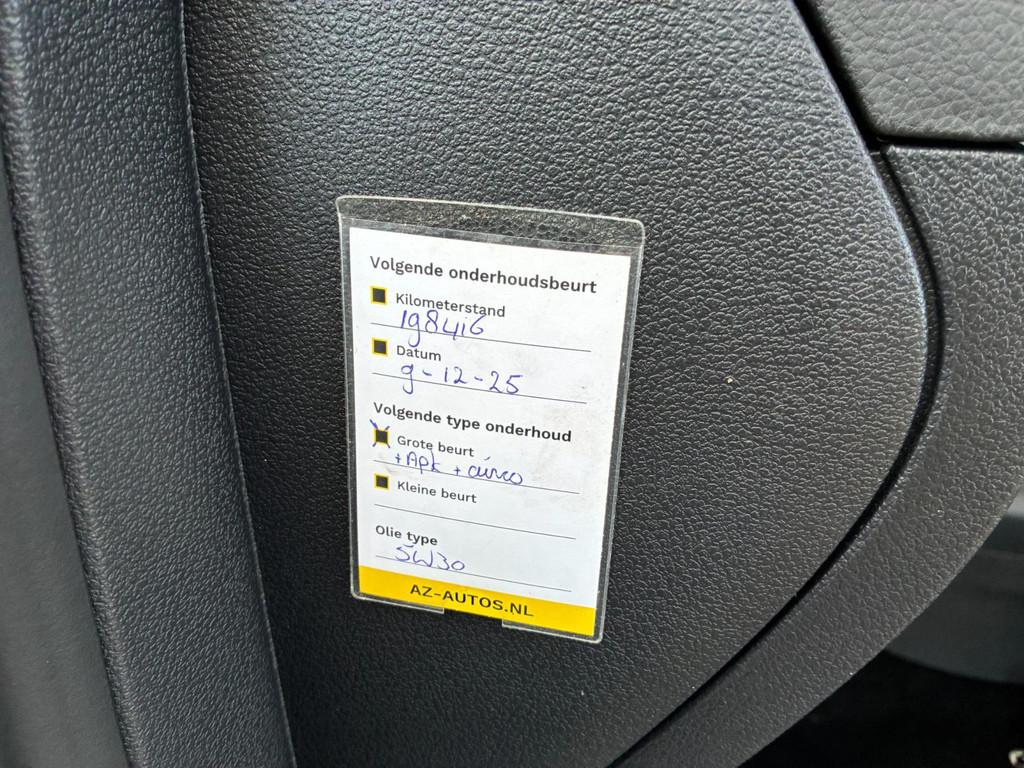 Volgende onderhoudsbeurt
Kilometerstand
198416
Datum
9-12-25
Volgende type onderhoud
Grote beurt
+ Apk + airco
Kleine beurt
Olie type
5W30
AZ-AUTOS.NL